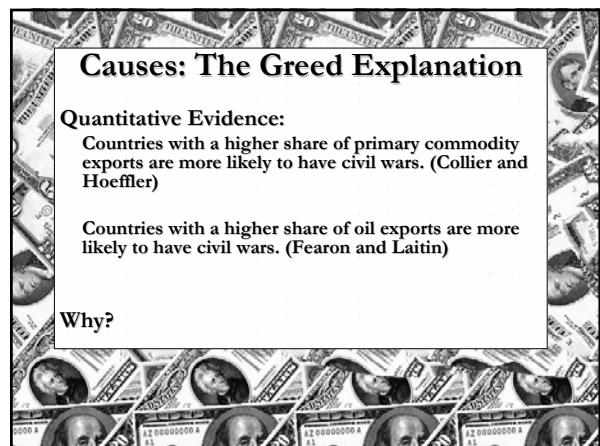 Causes: The Greed Explanation
Quantitative Evidence:
Countries with a higher share of primary commodity
exports are more likely to have civil wars. (Collier and
Hoeffler)
Countries with a higher share of oil exports are more
likely to have civil wars. (Fearon and Laitin)
Why?